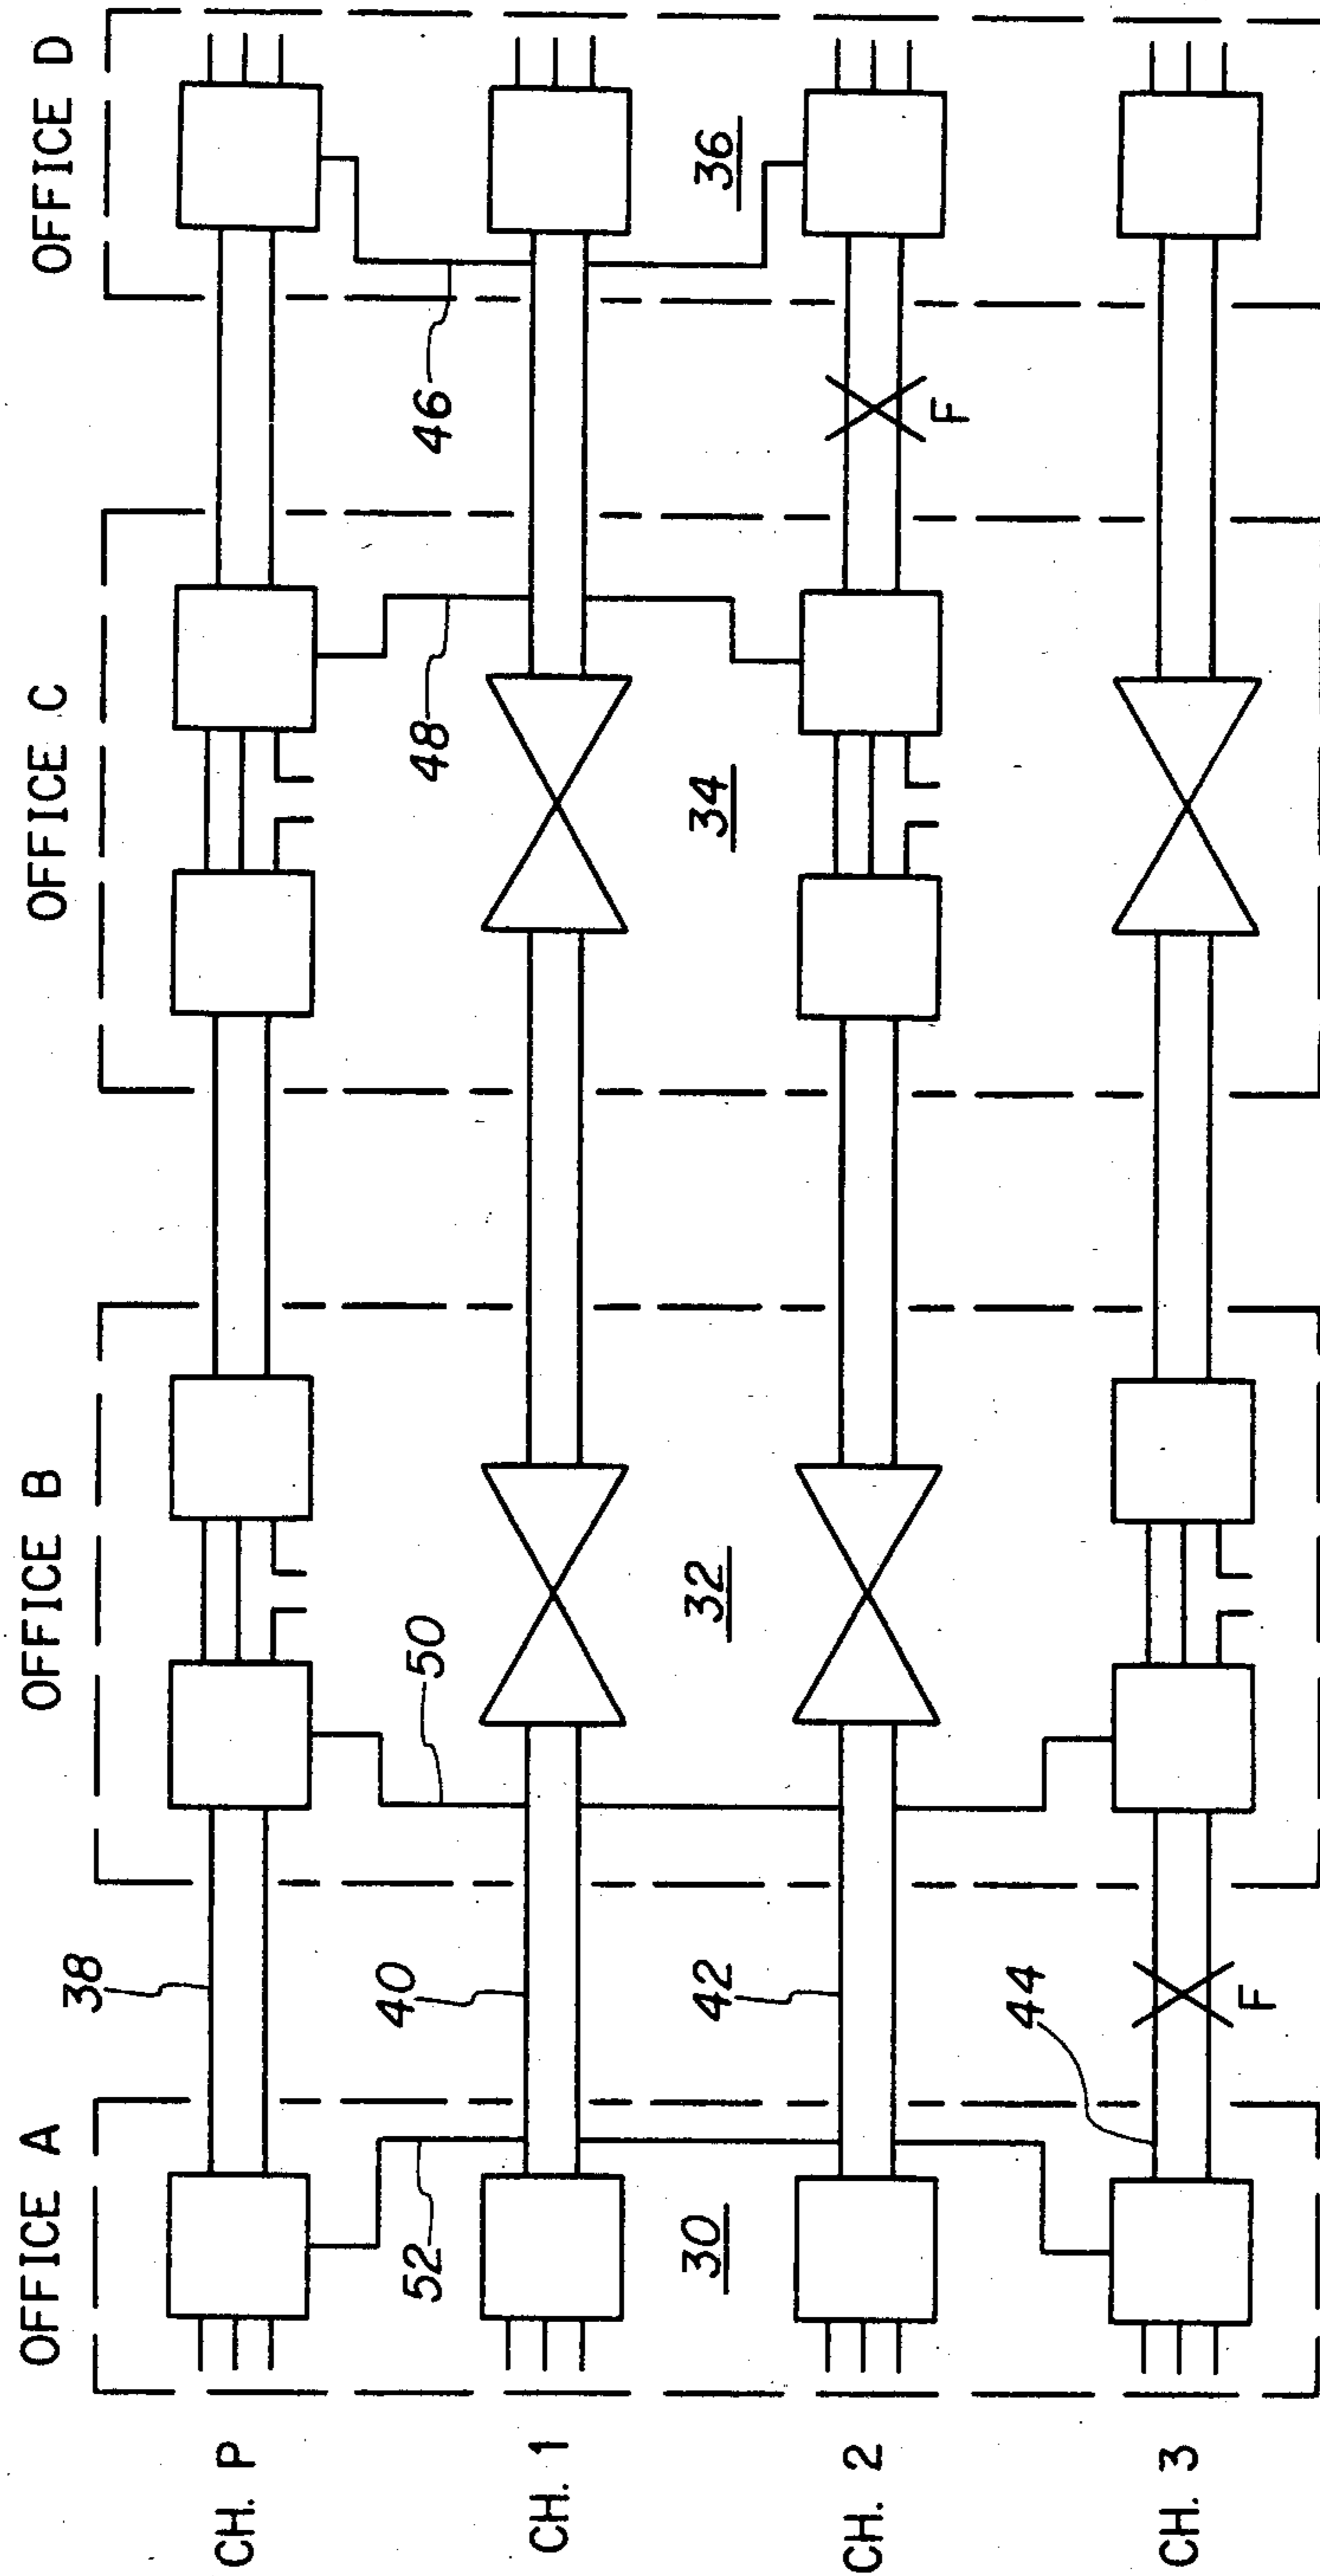 OFFICE A
OFFICE B
OFFICE C
OFFICE D
CH. P
38
52
50
48
46
CH. 1
40
30
32
34
36
CH. 2
42
F
CH. 3
44
F